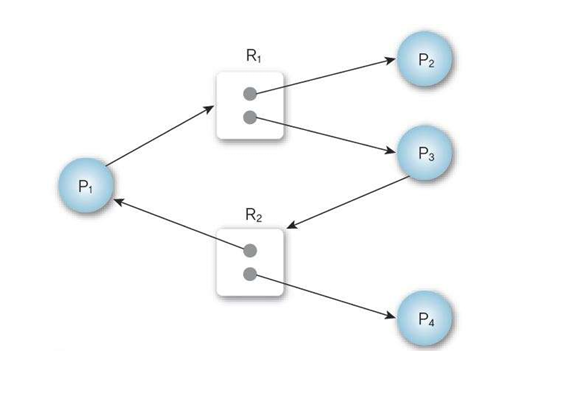 R₁
P₂
P₃
P₁
R₂
P₄